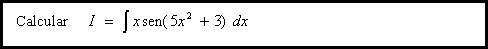 Calcular I = ∫ x sen( 5x² + 3) dx